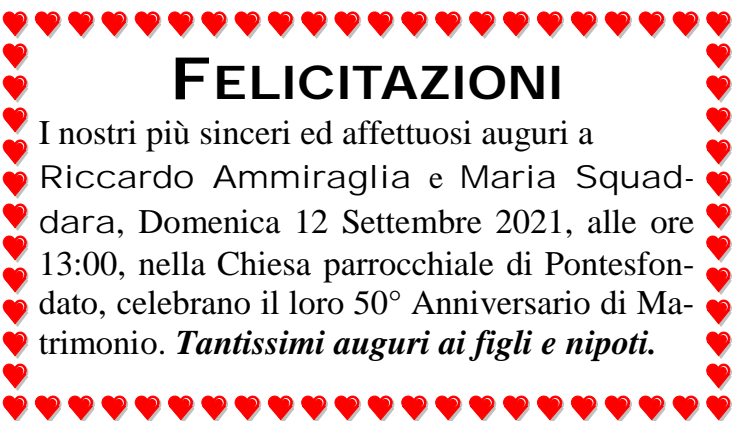 FELICITAZIONI
I nostri più sinceri ed affettuosi auguri a
Riccardo Ammiraglia e Maria Squad-
dara, Domenica 12 Settembre 2021, alle ore
13:00, nella Chiesa parrocchiale di Pontesfon-
dato, celebrano il loro 50° Anniversario di Ma-
trimonio. Tantissimi auguri ai figli e nipoti.